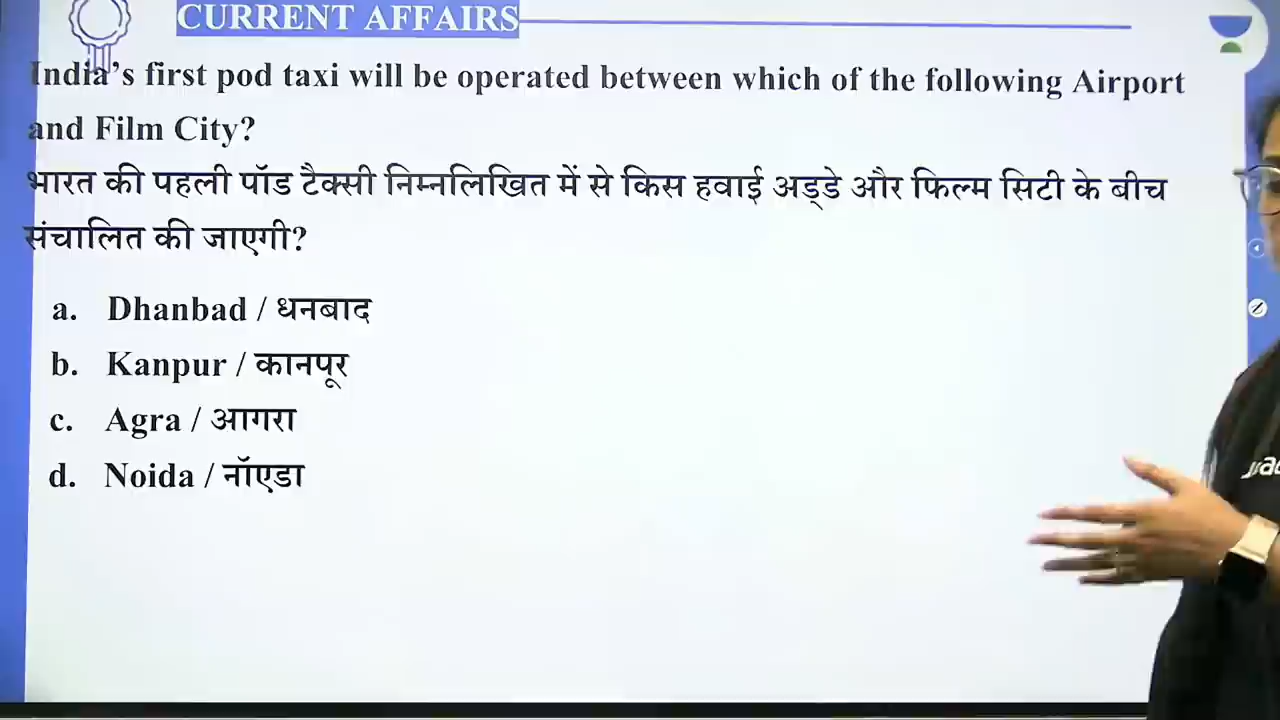 CURRENT AFFAIRS
India's first pod taxi will be operated between which of the following Airport
and Film City?
भारत की पहली पॉड टैक्सी निम्नलिखित में से किस हवाई अड्डे और फिल्म सिटी के बीच
संचालित की जाएगी?
a. Dhanbad / धनबाद
b. Kanpur / कानपूर
c. Agra / आगरा
d. Noida / नॉएडा